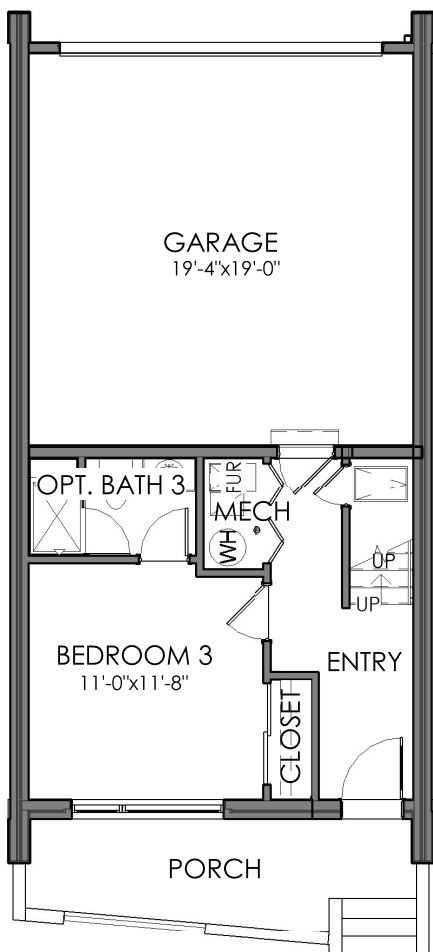 GARAGE
19'-4"x19'-0"
OPT. BATH 3
FUR
MECH
WH
UP
UP
BEDROOM 3
11'-0"x11'-8"
ENTRY
CLOSET
PORCH